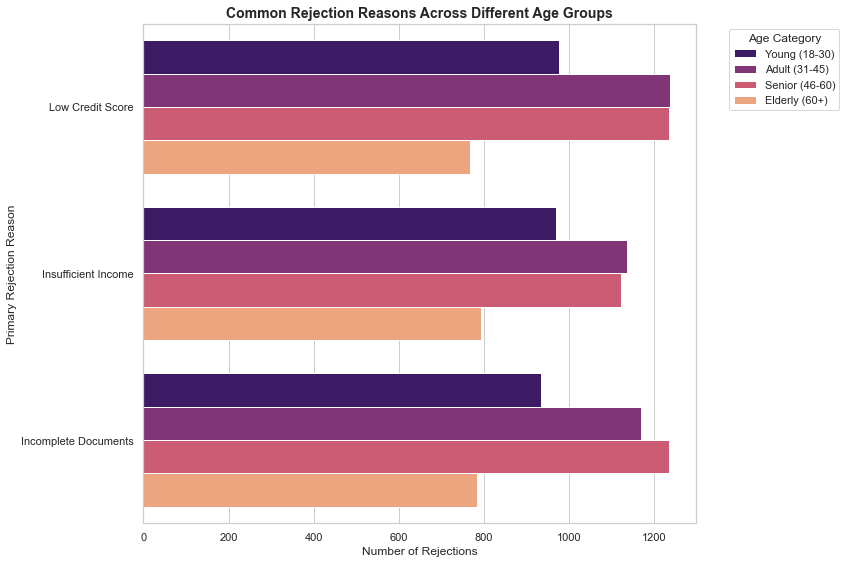 Common Rejection Reasons Across Different Age Groups
Age Category
Young (18-30)
Adult (31-45)
Senior (46-60)
Elderly (60+)
Primary Rejection Reason
Low Credit Score
Insufficient Income
Incomplete Documents
0 200 400 600 800 1000 1200
Number of Rejections